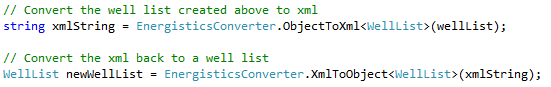 // Convert the well list created above to xml
string xmlString = EnergisticsConverter.ObjectToXml<WellList>(wellList);
// Convert the xml back to a well list
WellList newWellList = EnergisticsConverter.XmlToObject<WellList>(xmlString);